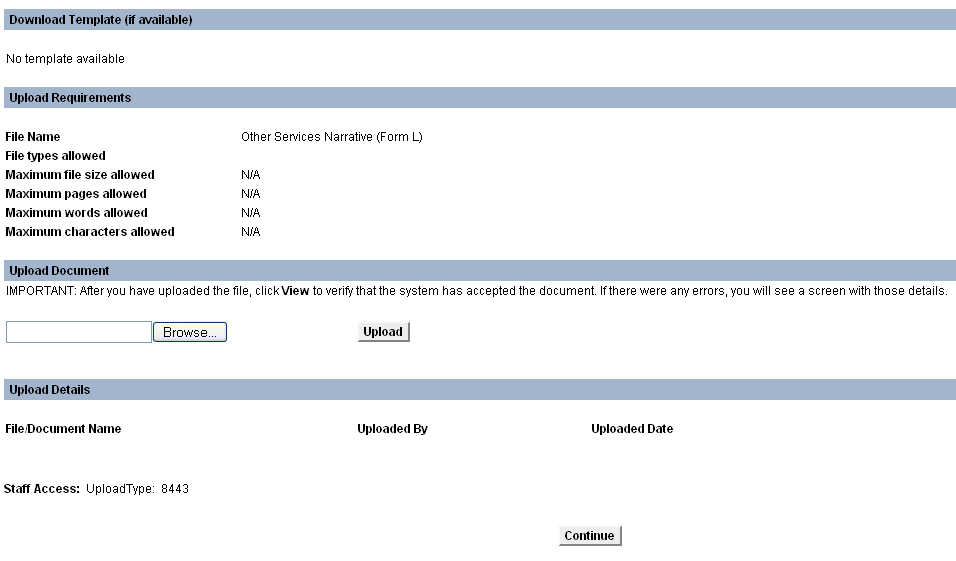 Download Template (if available)
No template available
Upload Requirements
File Name Other Services Narrative (Form L)
File types allowed
Maximum file size allowed N/A
Maximum pages allowed N/A
Maximum words allowed N/A
Maximum characters allowed N/A
Upload Document
IMPORTANT: After you have uploaded the file, click View to verify that the system has accepted the document. If there were any errors, you will see a screen with those details.
Browse... Upload
Upload Details
File/Document Name Uploaded By Uploaded Date
Staff Access: UploadType: 8443
Continue